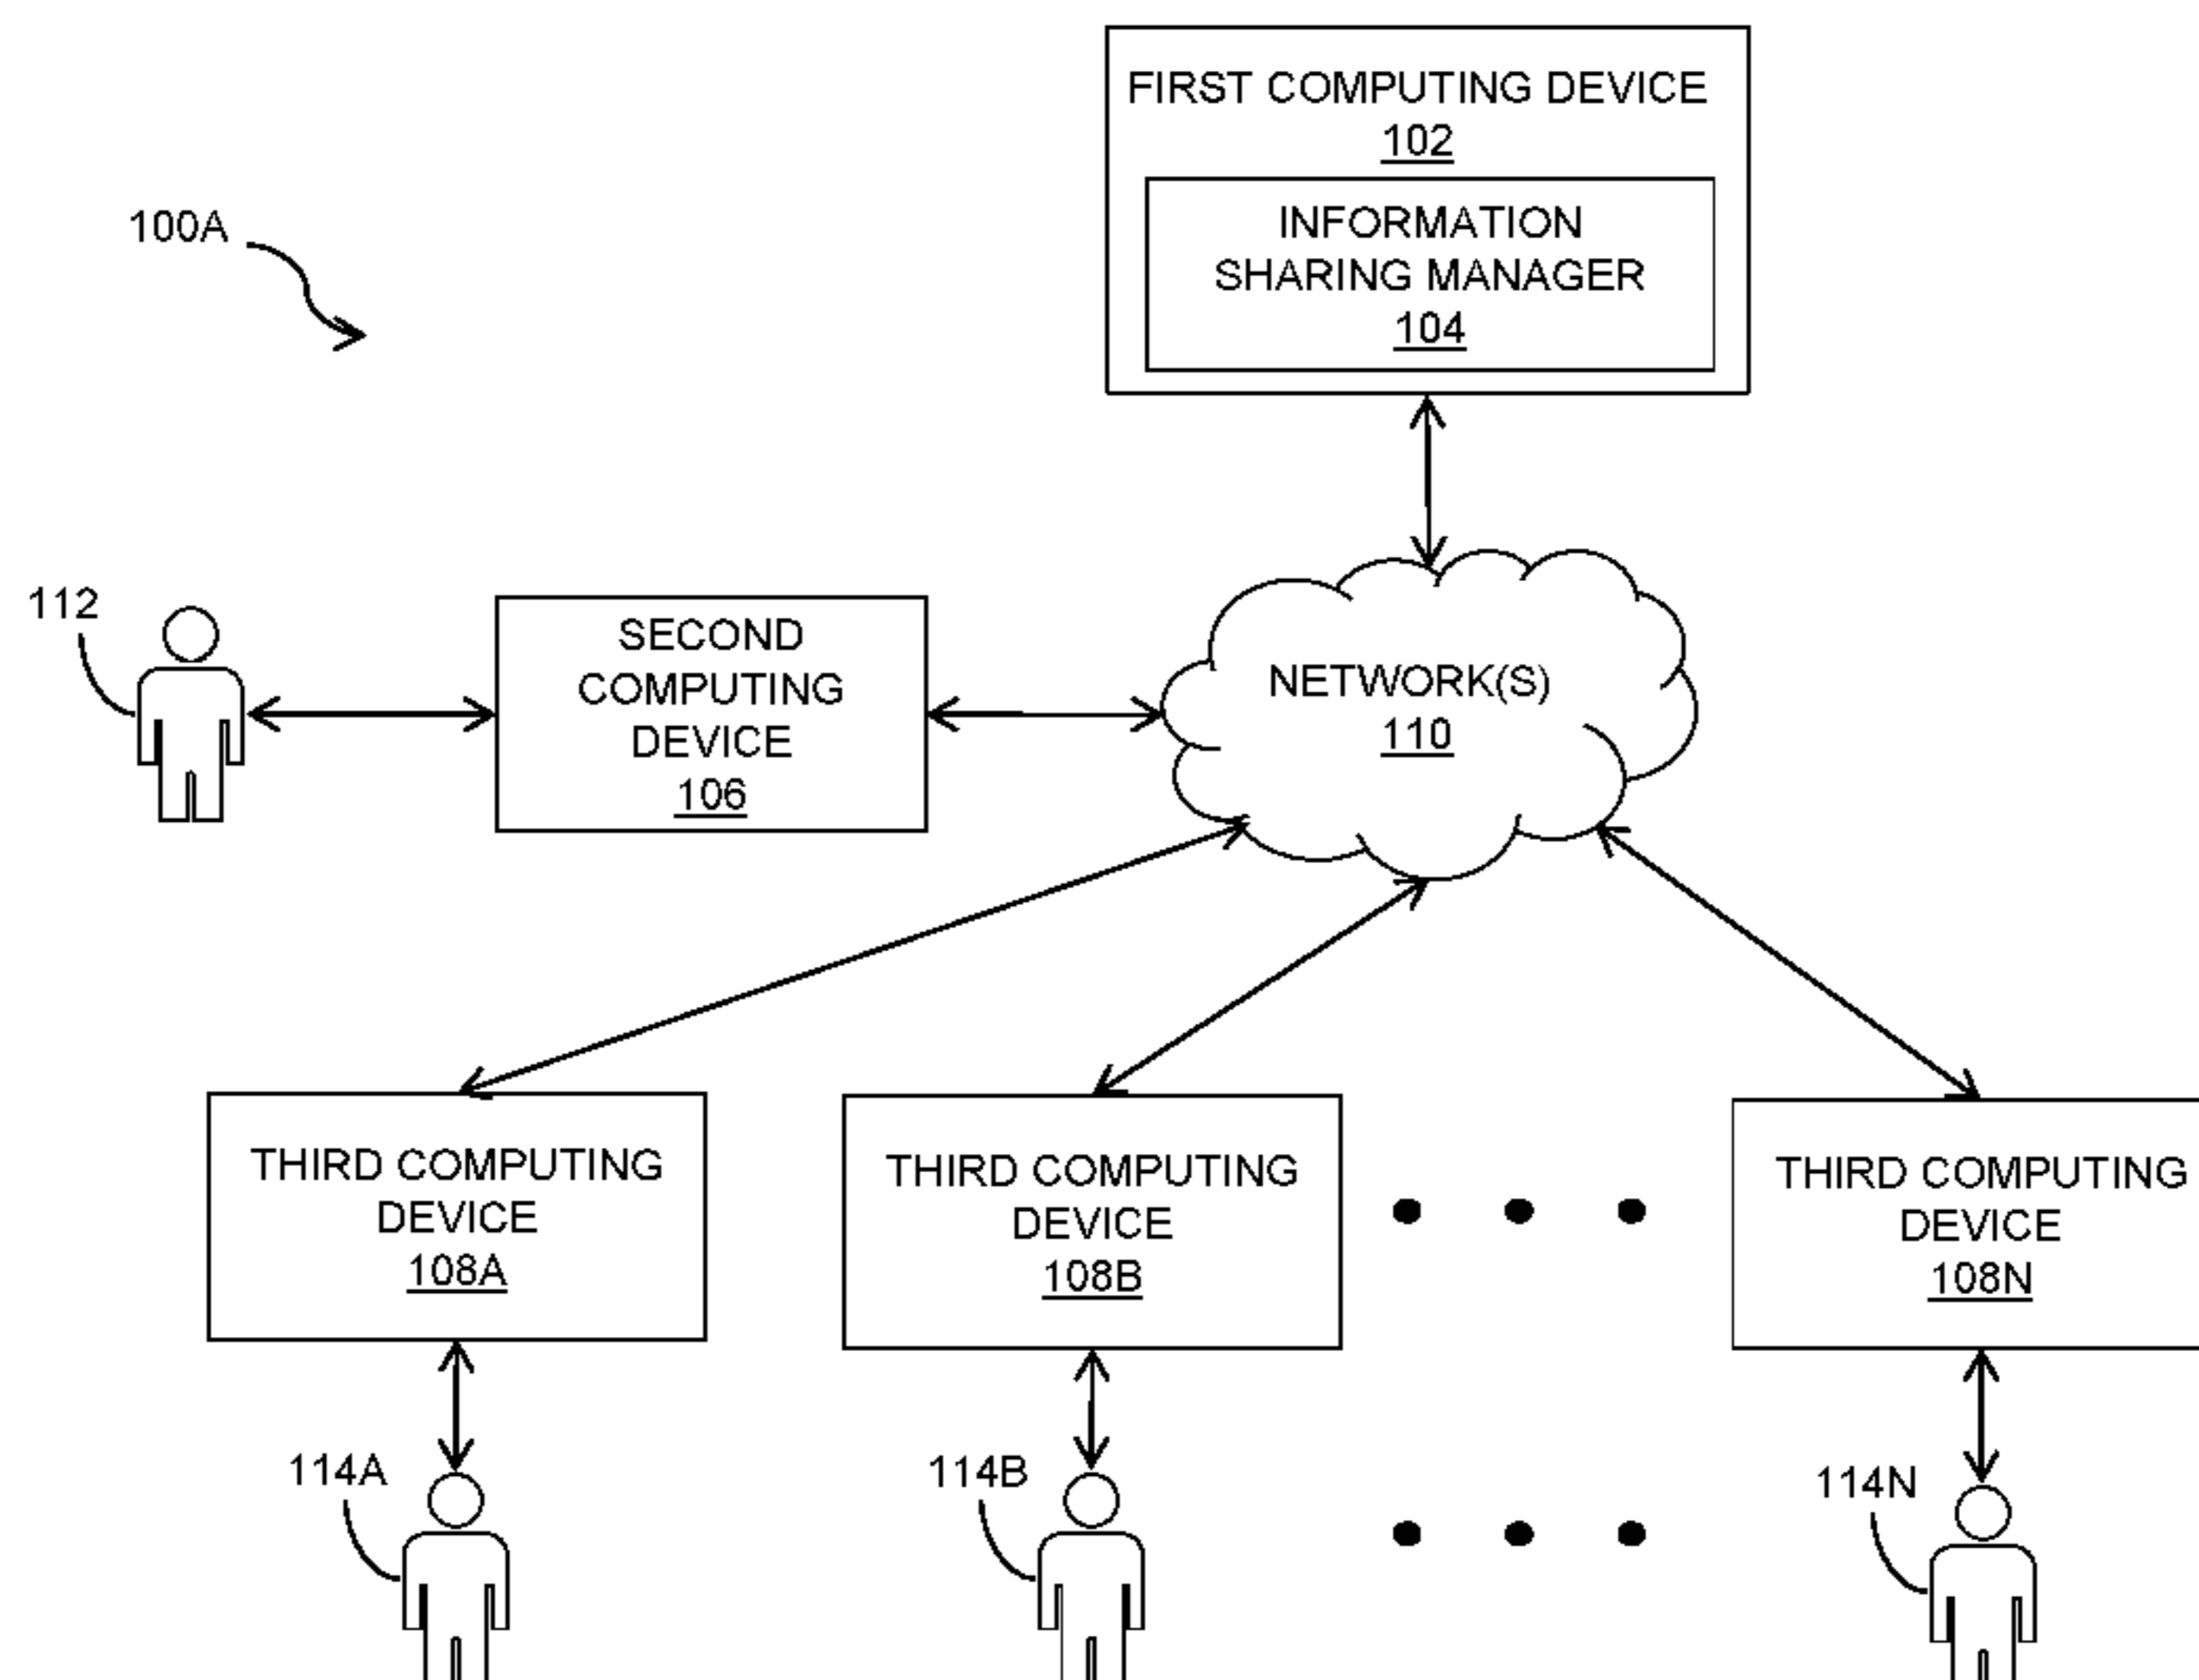 FIRST COMPUTING DEVICE
102
INFORMATION
SHARING MANAGER
104
100A
112
SECOND
COMPUTING
DEVICE
106
NETWORK(S)
110
THIRD COMPUTING
DEVICE
108A
THIRD COMPUTING
DEVICE
108B
THIRD COMPUTING
DEVICE
108N
114A
114B
114N